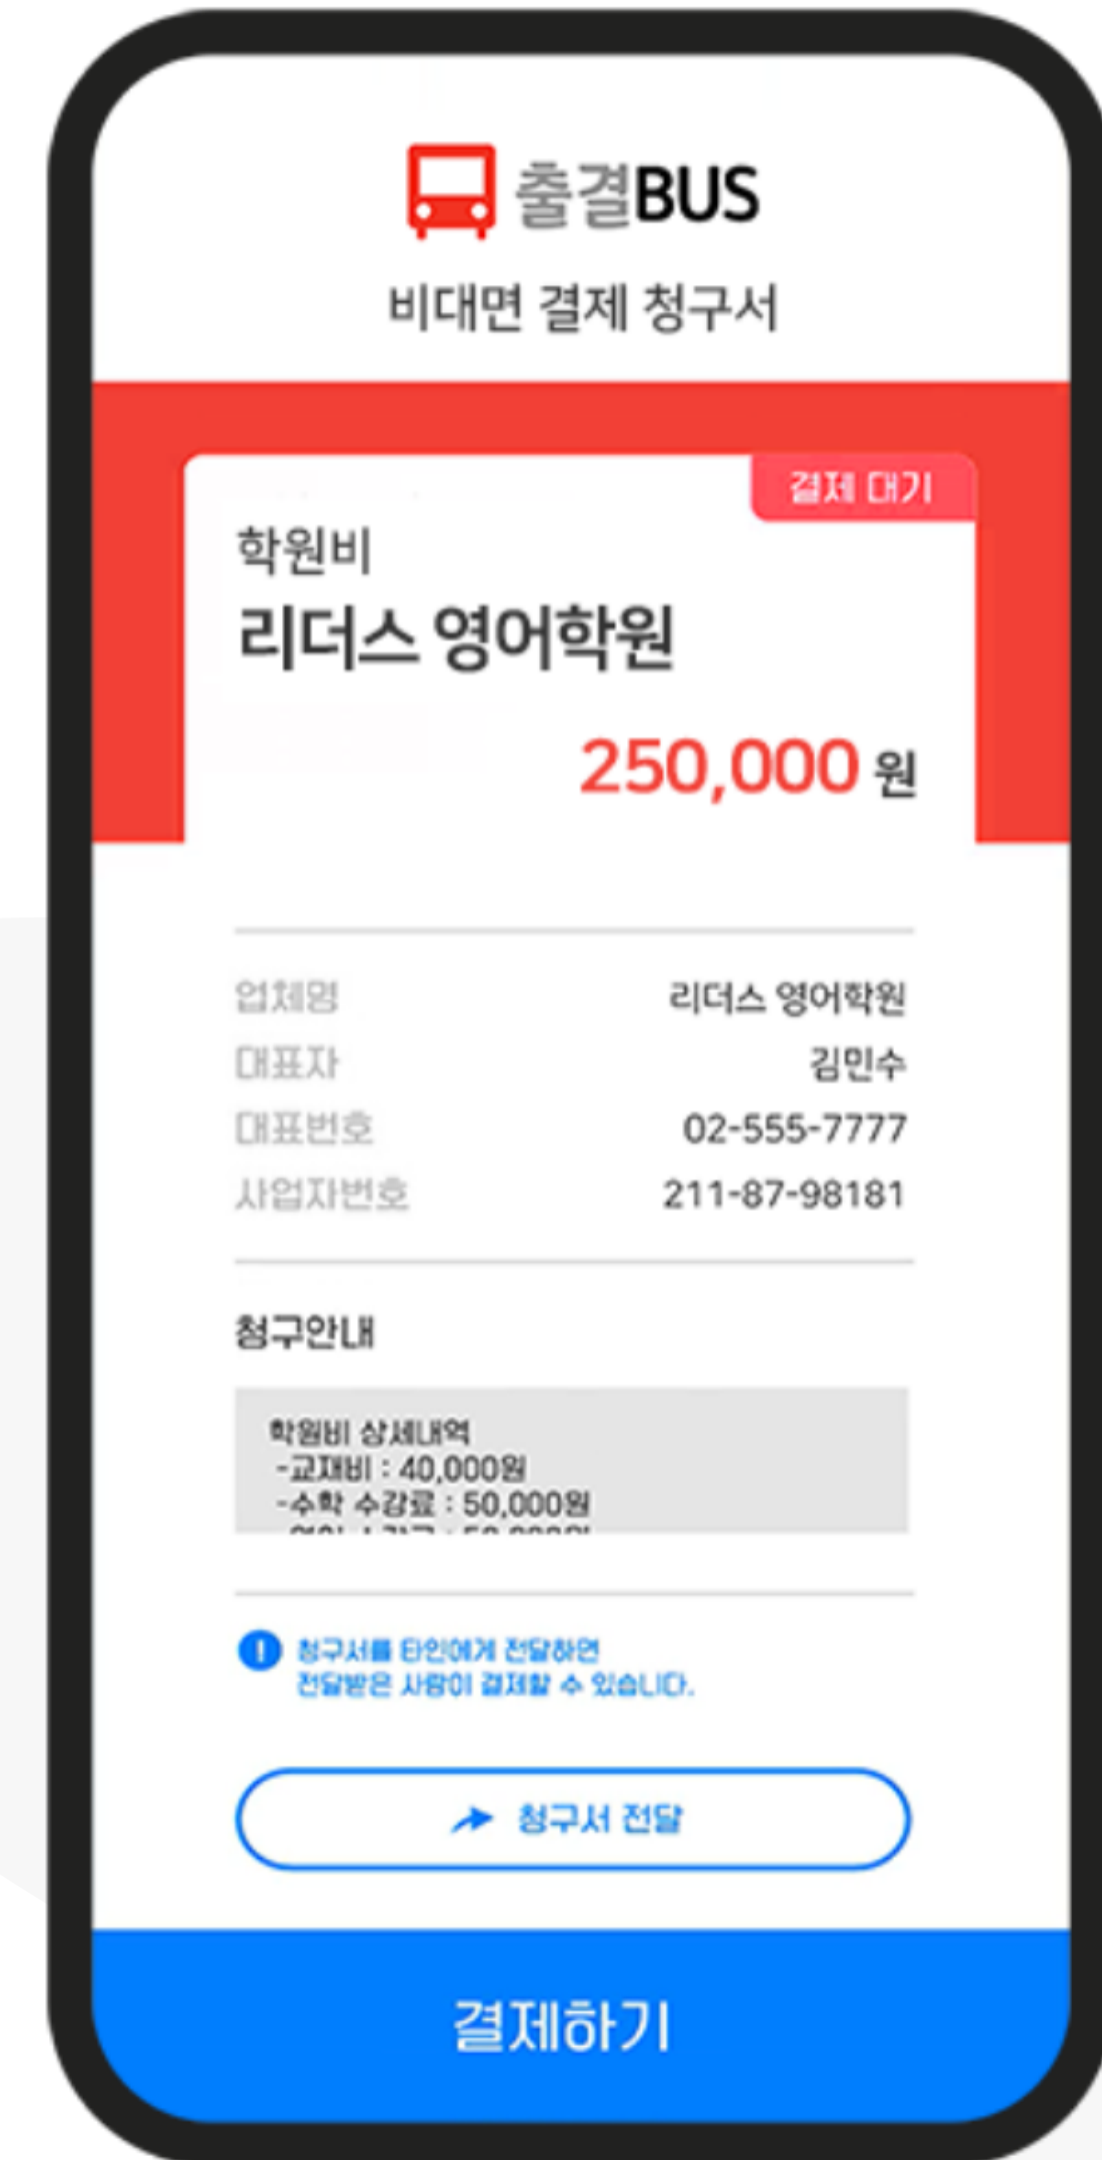 출결BUS
비대면 결제 청구서
결제 대기
학원비
리더스 영어학원
250,000 원
업체명 리더스 영어학원
대표자 김민수
대표번호 02-555-7777
사업자번호 211-87-98181
청구안내
학원비 상세내역
-교재비 : 40,000원
-수학 수강료 : 50,000원
청구서를 타인에게 전달하면
전달받은 사람이 결제할 수 있습니다.
청구서 전달
결제하기